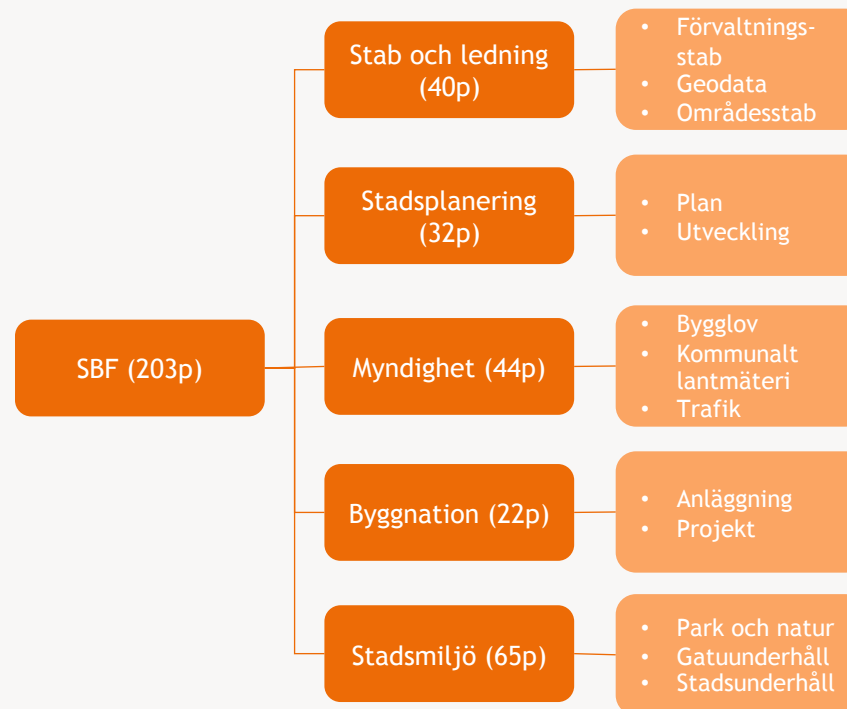 SBF (203p)
Stab och ledning
(40p)
• Förvaltnings-
stab
• Geodata
• Områdesstab
Stadsplanering
(32p)
• Plan
• Utveckling
Myndighet (44p)
• Bygglov
• Kommunalt
lantmäteri
• Trafik
Byggnation (22p)
• Anläggning
• Projekt
Stadsmiljö (65p)
• Park och natur
• Gatuunderhåll
• Stadsunderhåll